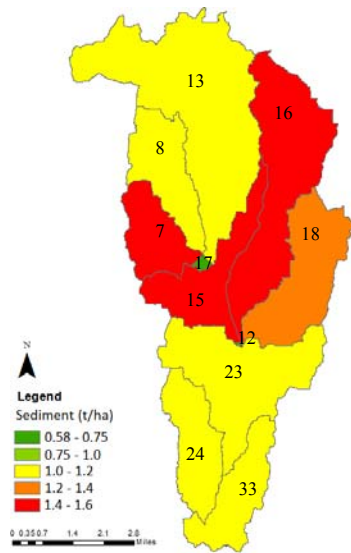 13
16
8
7
18
17
15
12
23
N
Legend
Sediment (t/ha)
0.58 - 0.75
0.75 - 1.0
1.0 - 1.2
1.2 - 1.4
1.4 - 1.6
24
33
0 0.35 0.7 1.4 2.1 2.8
Miles